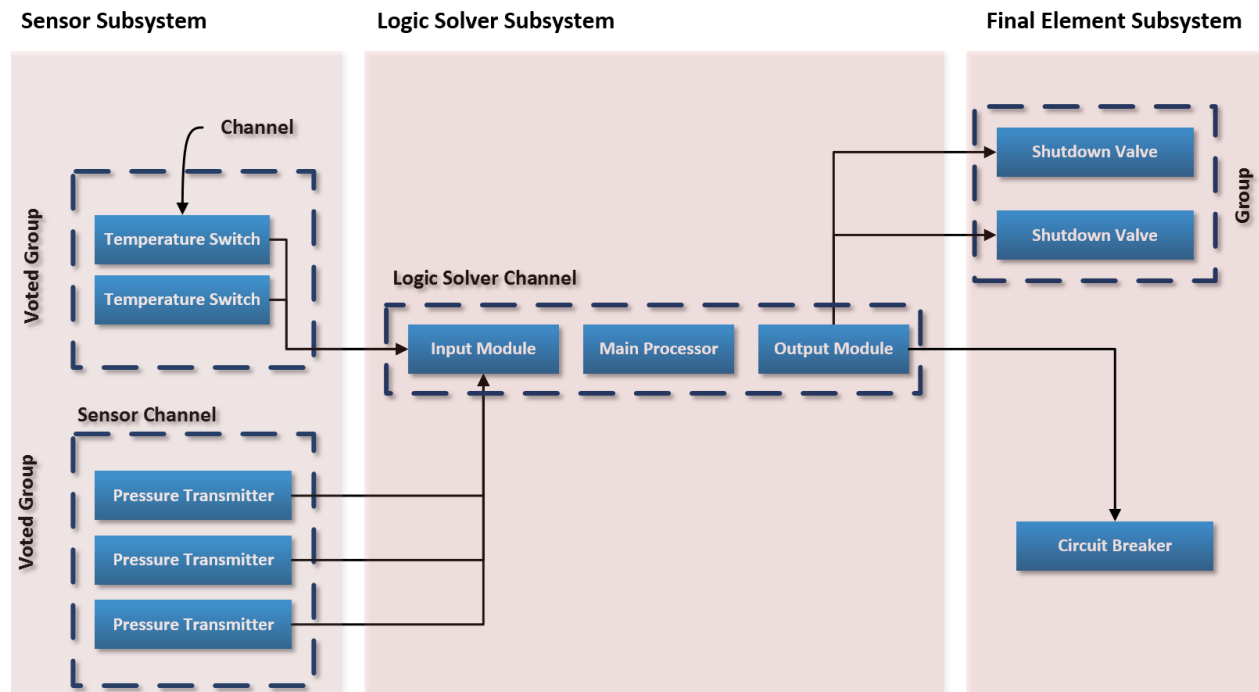 Sensor Subsystem
Logic Solver Subsystem
Final Element Subsystem
Channel
Voted Group
Temperature Switch
Temperature Switch
Sensor Channel
Voted Group
Pressure Transmitter
Pressure Transmitter
Pressure Transmitter
Logic Solver Channel
Input Module
Main Processor
Output Module
Shutdown Valve
Shutdown Valve
Group
Circuit Breaker